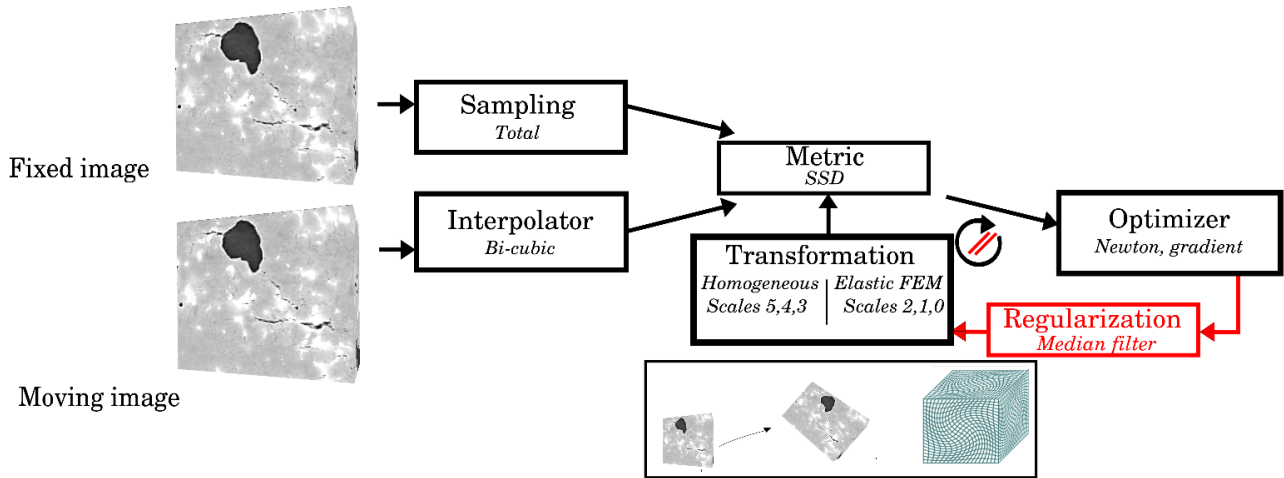 Fixed image
Moving image
Sampling
Total
Interpolator
Bi-cubic
Metric
SSD
Transformation
Homogeneous
Scales 5,4,3
Elastic FEM
Scales 2,1,0
Optimizer
Newton, gradient
Regularization
Median filter